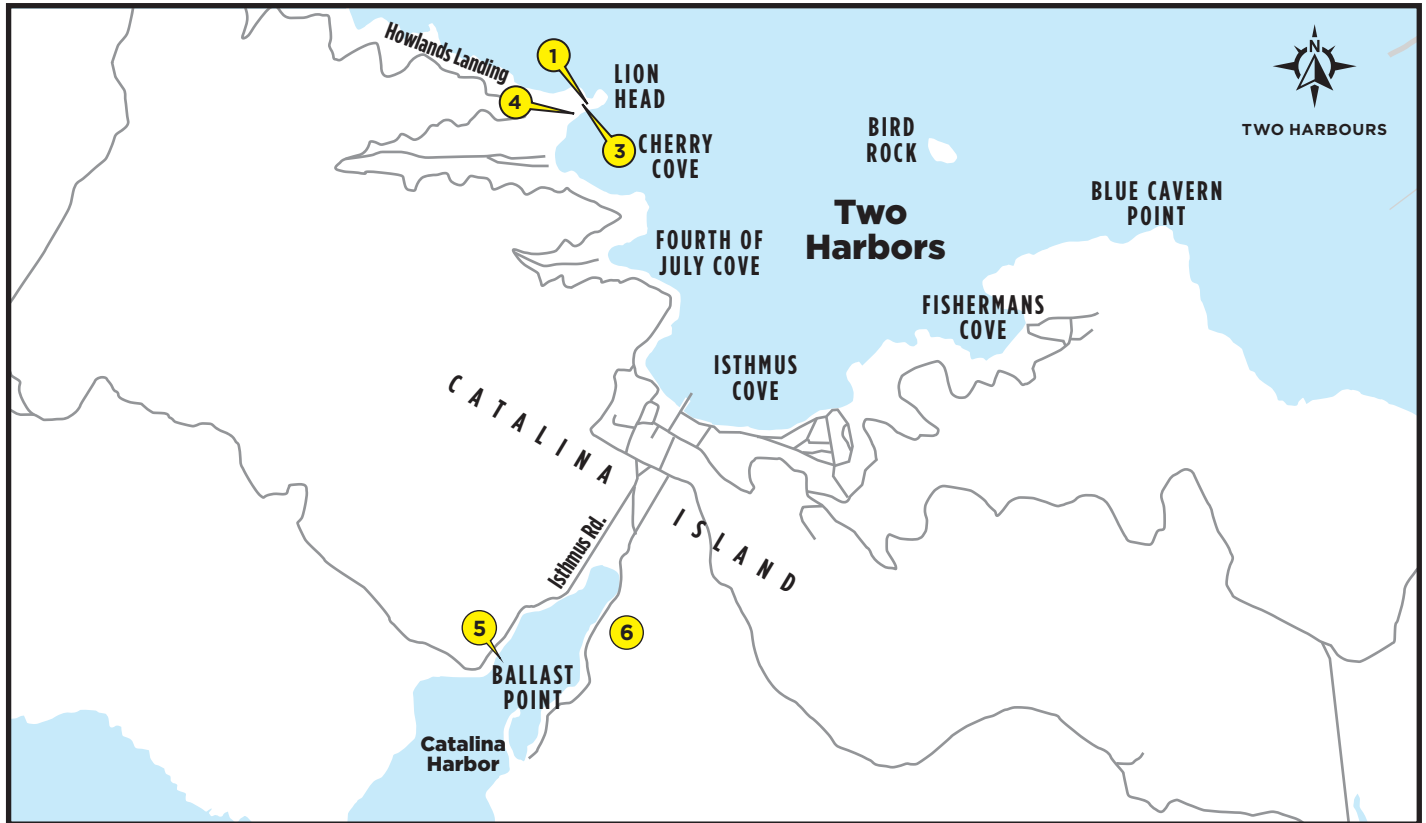 Howlands Landing
1
LION
HEAD
4
3
CHERRY
COVE
BIRD
ROCK
N
TWO HARBOURS
BLUE CAVERN
POINT
Two
Harbors
FOURTH OF
JULY COVE
FISHERMANS
COVE
ISTHMUS
COVE
CATALINA
ISLAND
Isthmus Rd.
5
6
BALLAST
POINT
Catalina
Harbor